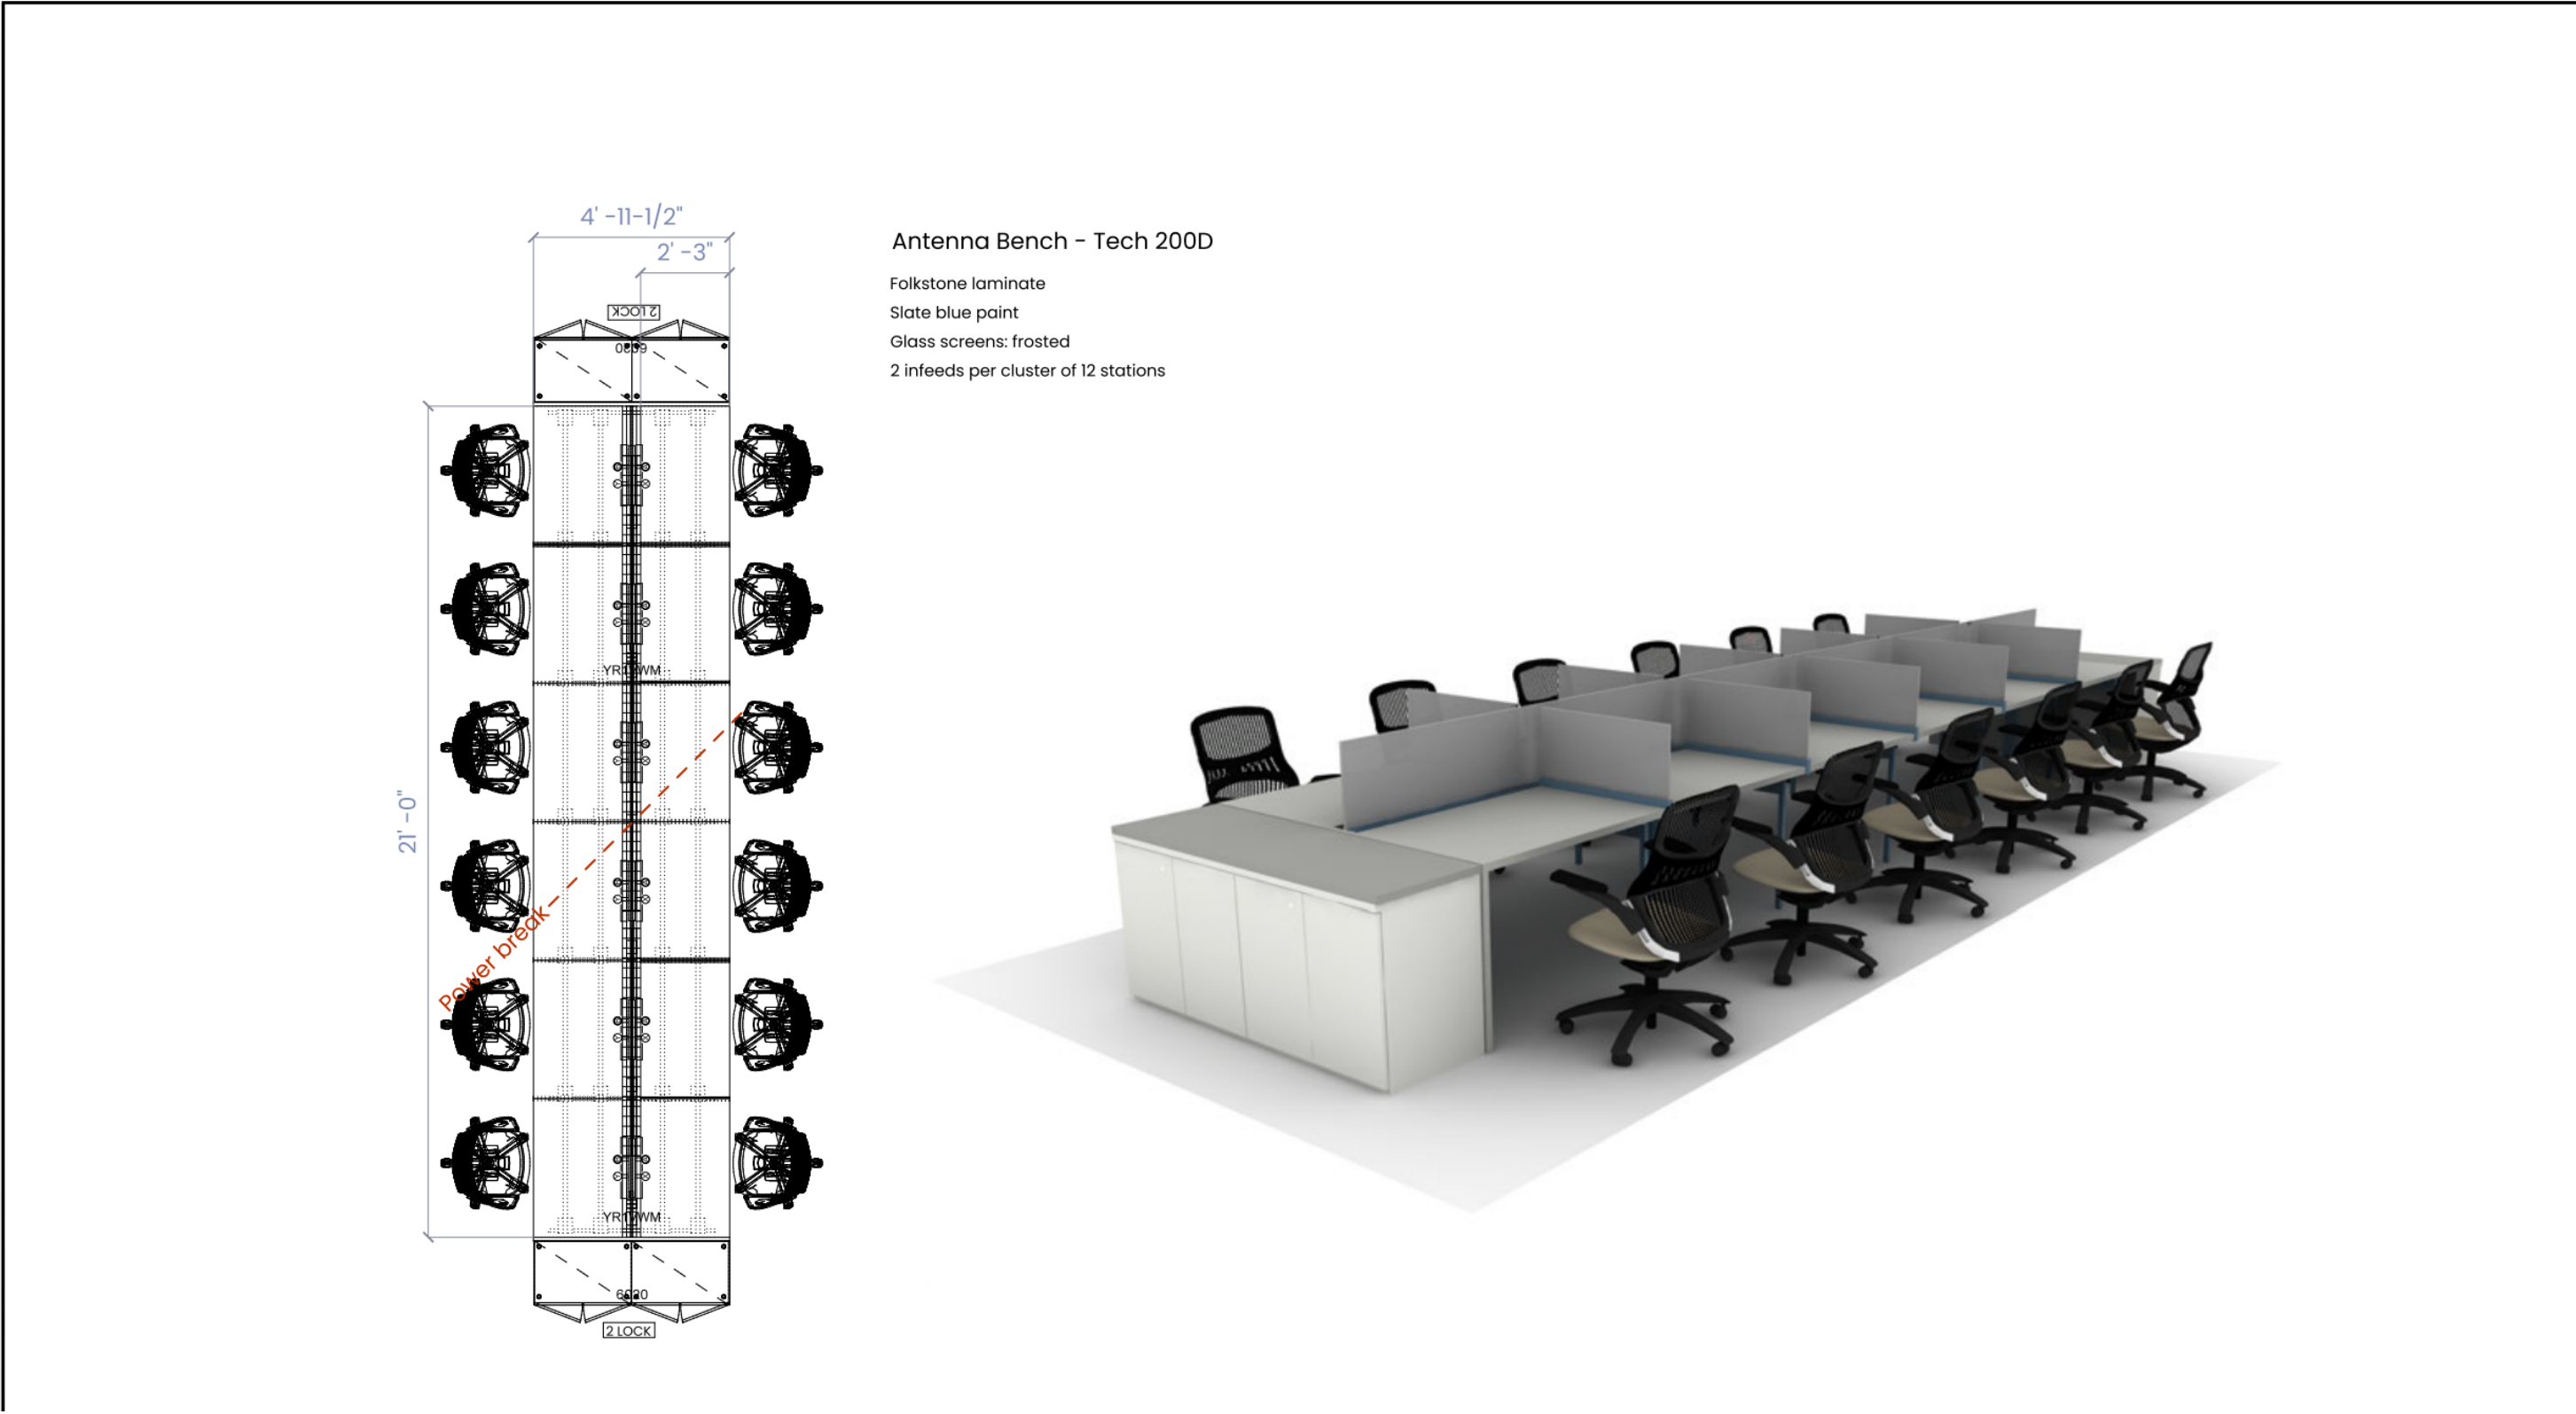 4' -11-1/2"
2' -3"
2 LOCK
Antenna Bench - Tech 200D
Folkstone laminate
Slate blue paint
Glass screens: frosted
2 infeeds per cluster of 12 stations
21' -0"
Power break
2 LOCK